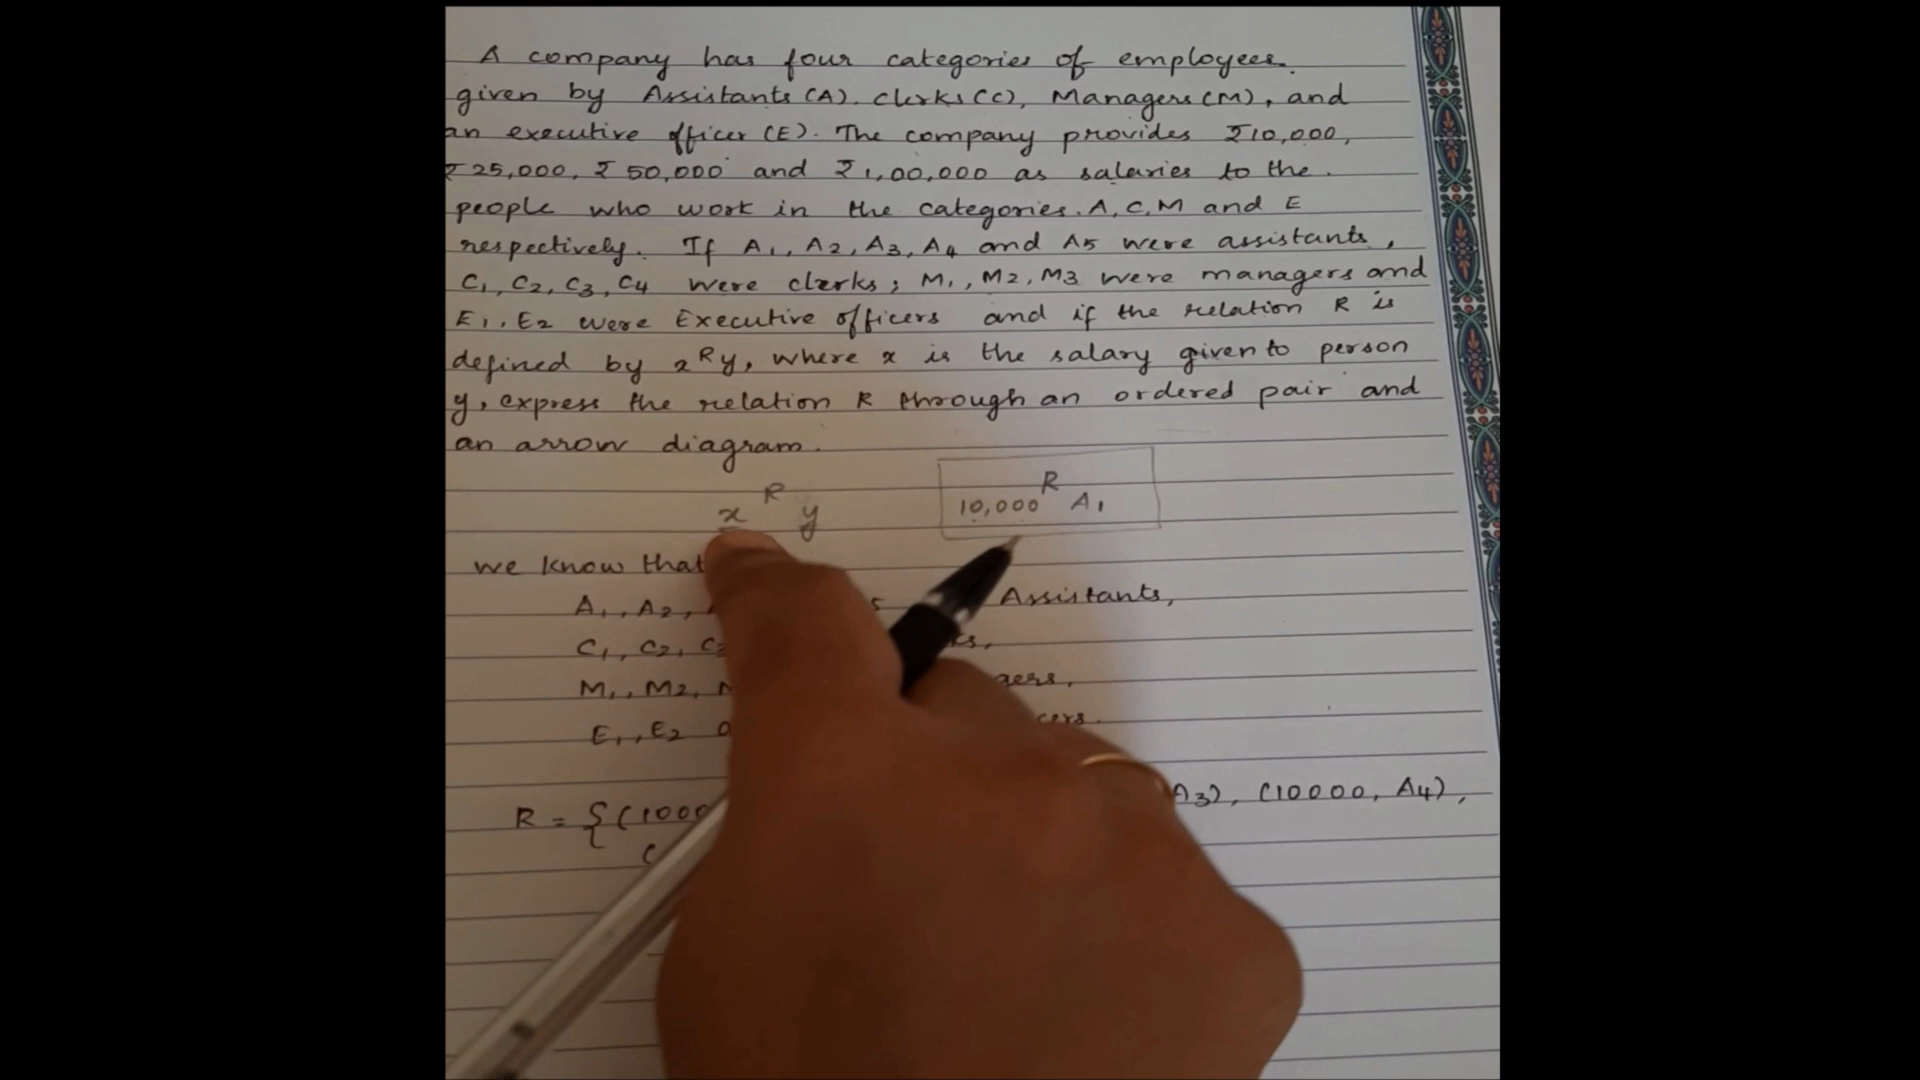 A company has four categories of employees.
given by Assistants (A). Clerks (C), Managers (M), and
an executive officer (E). The company provides ₹10,000,
₹25,000, ₹50,000 and ₹1,00,000 as salaries to the
people who work in the categories. A, C, M and E
respectively. If A1, A2, A3, A4 and A5 were assistants,
C1, C2, C3, C4 were clerks; M1, M2, M3 were managers and
E1, E2 were Executive officers and if the relation R is
defined by xRy, where x is the salary given to person
y, express the relation R through an ordered pair and
an arrow diagram.
x R y 10,000 R A1
we know that
A1, A2, Assistants,
C1, C2, C3
M1, M2,
E1, E2
R = {(1000 A3), (10000, A4),
(